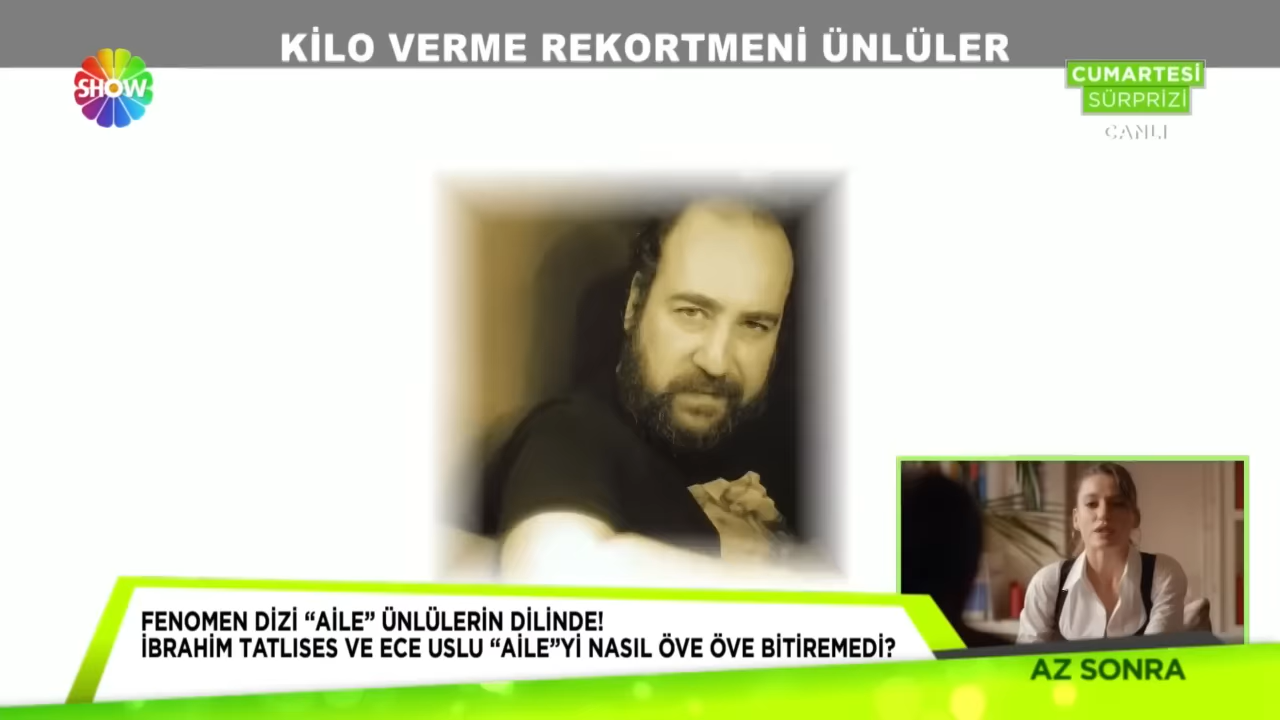 KİLO VERME REKORTMENİ ÜNLÜLER
SHOW
CUMARTESİ
SÜRPRİZİ
CANLI
FENOMEN DİZİ “AİLE” ÜNLÜLERİN DİLİNDE!
İBRAHİM TATLISES VE ECE USLU “AİLE”Yİ NASIL ÖVE ÖVE BİTİREMEDİ?
AZ SONRA